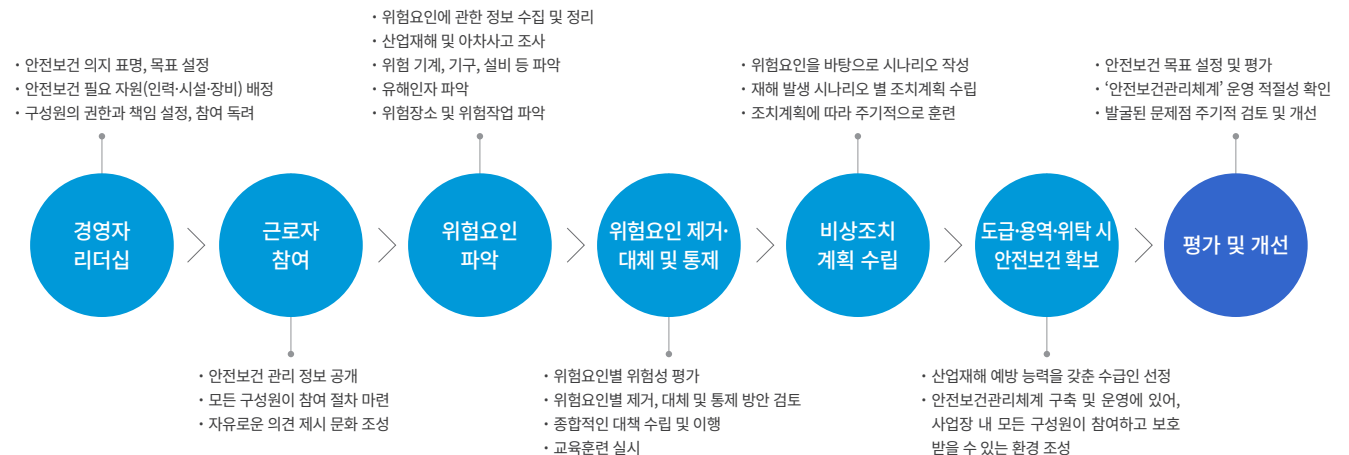 · 안전보건 의지 표명, 목표 설정
· 안전보건 필요 자원(인력·시설·장비) 배정
· 구성원의 권한과 책임 설정, 참여 독려
경영자
리더십
근로자
참여
· 안전보건 관리 정보 공개
· 모든 구성원이 참여 절차 마련
· 자유로운 의견 제시 문화 조성
· 위험요인에 관한 정보 수집 및 정리
· 산업재해 및 아차사고 조사
· 위험 기계, 기구, 설비 등 파악
· 유해인자 파악
· 위험장소 및 위험작업 파악
위험요인
파악
위험요인 제거·
대체 및 통제
· 위험요인별 위험성 평가
· 위험요인별 제거, 대체 및 통제 방안 검토
· 종합적인 대책 수립 및 이행
· 교육훈련 실시
· 위험요인을 바탕으로 시나리오 작성
· 재해 발생 시나리오 별 조치계획 수립
· 조치계획에 따라 주기적으로 훈련
비상조치
계획 수립
도급·용역·위탁 시
안전보건 확보
· 산업재해 예방 능력을 갖춘 수급인 선정
· 안전보건관리체계 구축 및 운영에 있어,
사업장 내 모든 구성원이 참여하고 보호
받을 수 있는 환경 조성
· 안전보건 목표 설정 및 평가
· ‘안전보건관리체계’ 운영 적절성 확인
· 발굴된 문제점 주기적 검토 및 개선
평가 및 개선